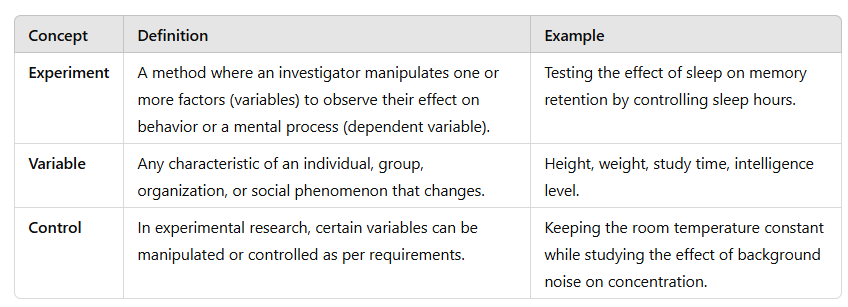 Concept Definition Example
Experiment A method where an investigator manipulates one or Testing the effect of sleep on memory
more factors (variables) to observe their effect on retention by controlling sleep hours.
behavior or a mental process (dependent variable).
Variable Any characteristic of an individual, group, Height, weight, study time, intelligence
organization, or social phenomenon that changes. level.
Control In experimental research, certain variables can be Keeping the room temperature constant
manipulated or controlled as per requirements. while studying the effect of background
noise on concentration.